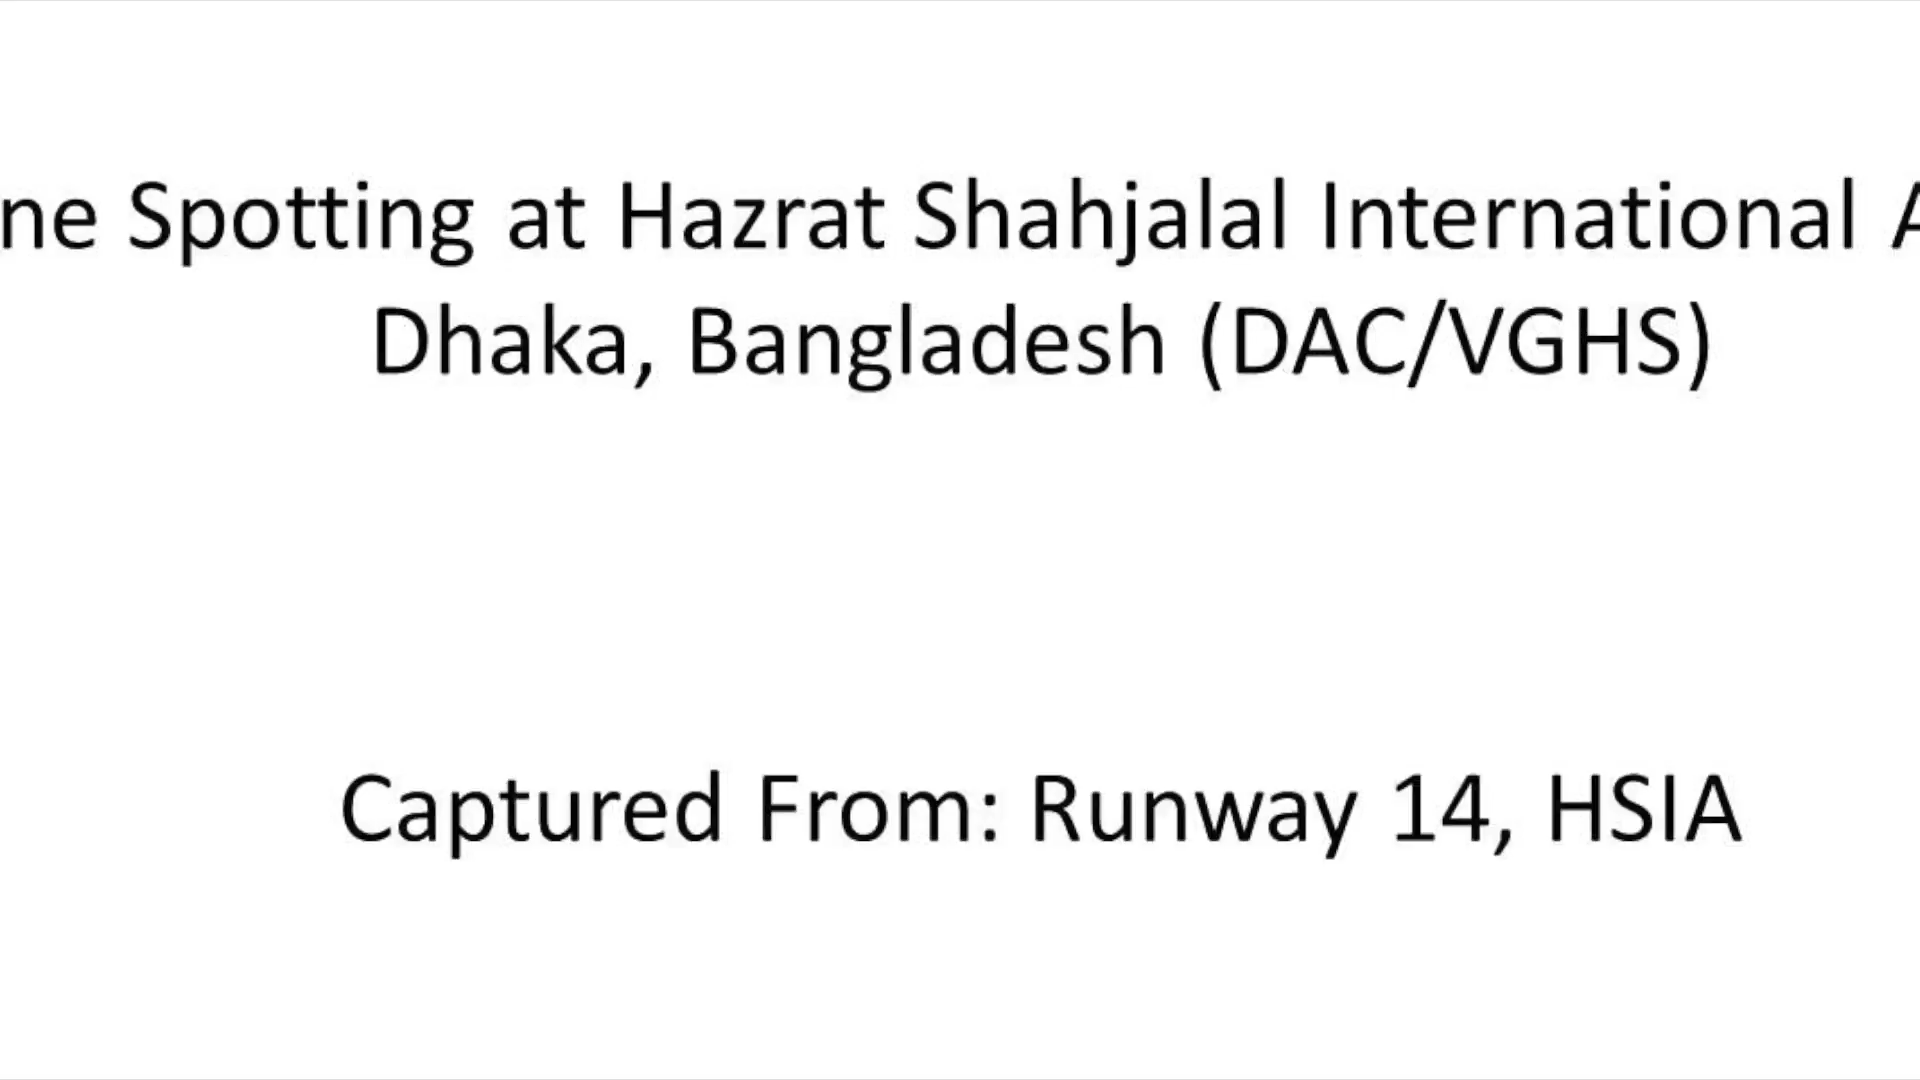 ne Spotting at Hazrat Shahjalal International A
Dhaka, Bangladesh (DAC/VGHS)
Captured From: Runway 14, HSIA